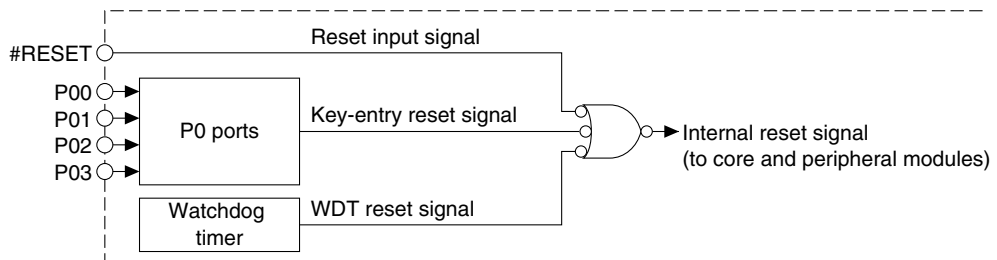 Reset input signal
#RESET
P00
P01
P02
P03
P0 ports
Key-entry reset signal
Internal reset signal
(to core and peripheral modules)
Watchdog
timer
WDT reset signal